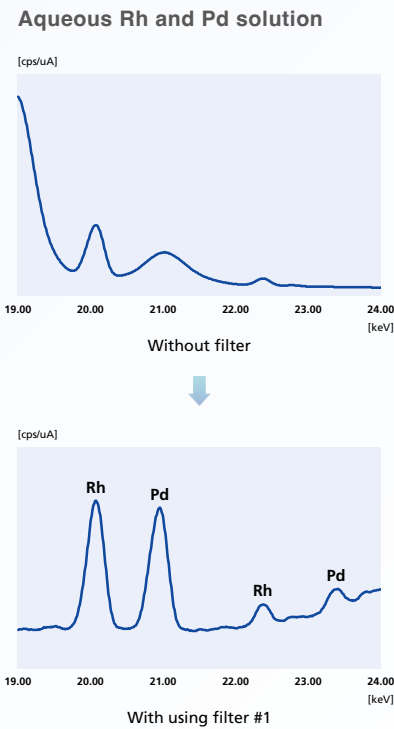 Aqueous Rh and Pd solution
[cps/uA]
19.00 20.00 21.00 22.00 23.00 24.00
[keV]
Without filter
[cps/uA]
Rh Pd Rh Pd
19.00 20.00 21.00 22.00 23.00 24.00
[keV]
With using filter #1